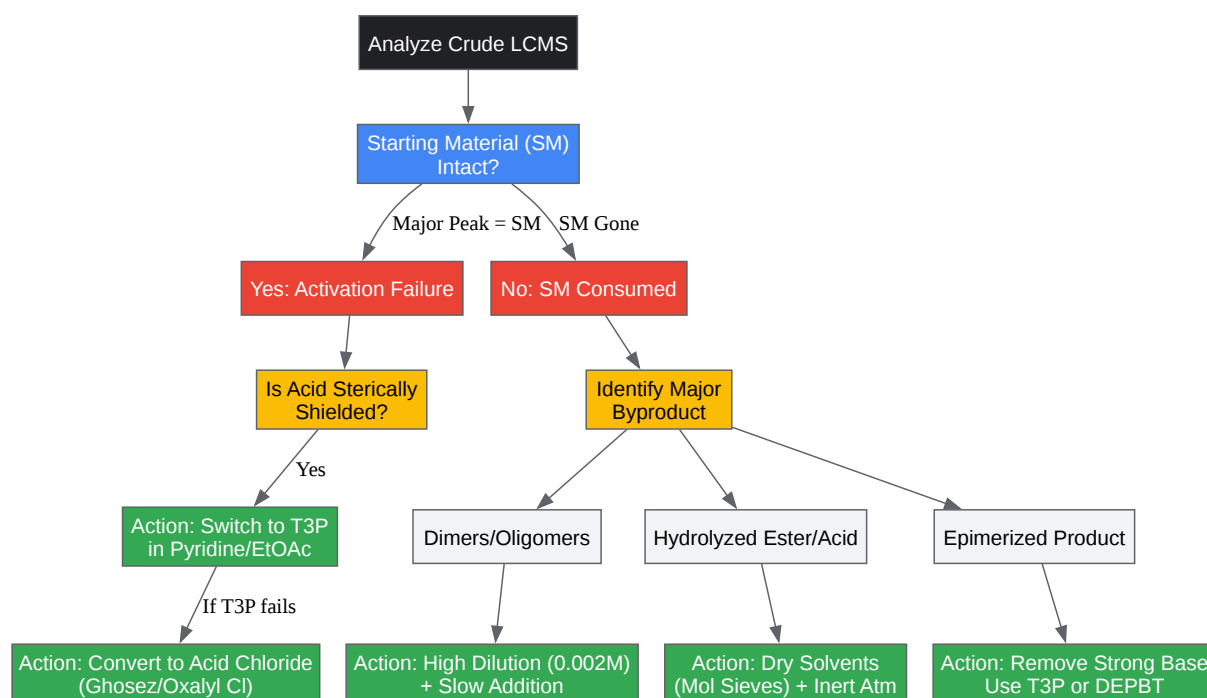 Analyze Crude LCMS
Starting Material (SM)
Intact?
Major Peak = SM
SM Gone
Yes: Activation Failure
No: SM Consumed
Is Acid Sterically
Shielded?
Identify Major
Byproduct
Yes
Action: Switch to T3P
in Pyridine/EtOAc
Dimers/Oligomers
Hydrolyzed Ester/Acid
Epimerized Product
If T3P fails
Action: Convert to Acid Chloride
(Ghosez/Oxalyl Cl)
Action: High Dilution (0.002M)
+ Slow Addition
Action: Dry Solvents
(Mol Sieves) + Inert Atm
Action: Remove Strong Base
Use T3P or DEPBT